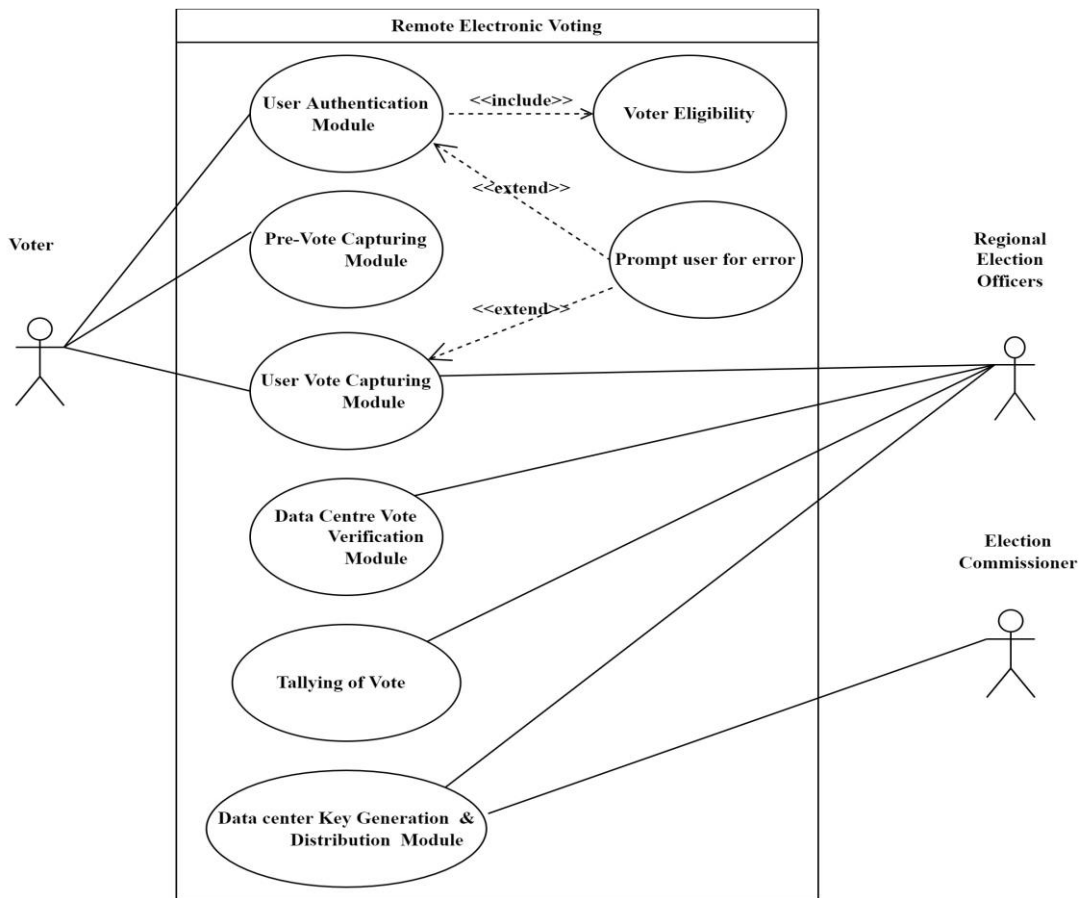 Remote Electronic Voting
User Authentication
Module
<<include>>
Voter Eligibility
<<extend>>
Voter
Pre-Vote Capturing
Module
Prompt user for error
Regional
Election
Officers
<<extend>>
User Vote Capturing
Module
Data Centre Vote
Verification
Module
Election
Commissioner
Tallying of Vote
Data center Key Generation &
Distribution Module